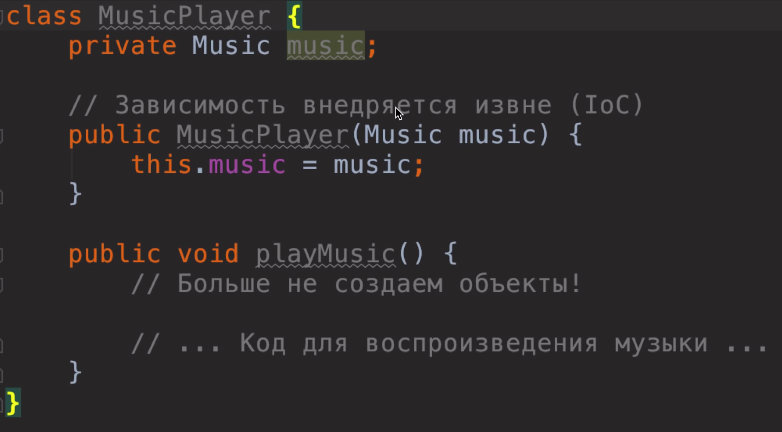 class MusicPlayer {
private Music music;
// Зависимость внедряется извне (IoC)
public MusicPlayer(Music music) {
this.music = music;
}
public void playMusic() {
// Больше не создаем объекты!
// ... Код для воспроизведения музыки ...
}
}